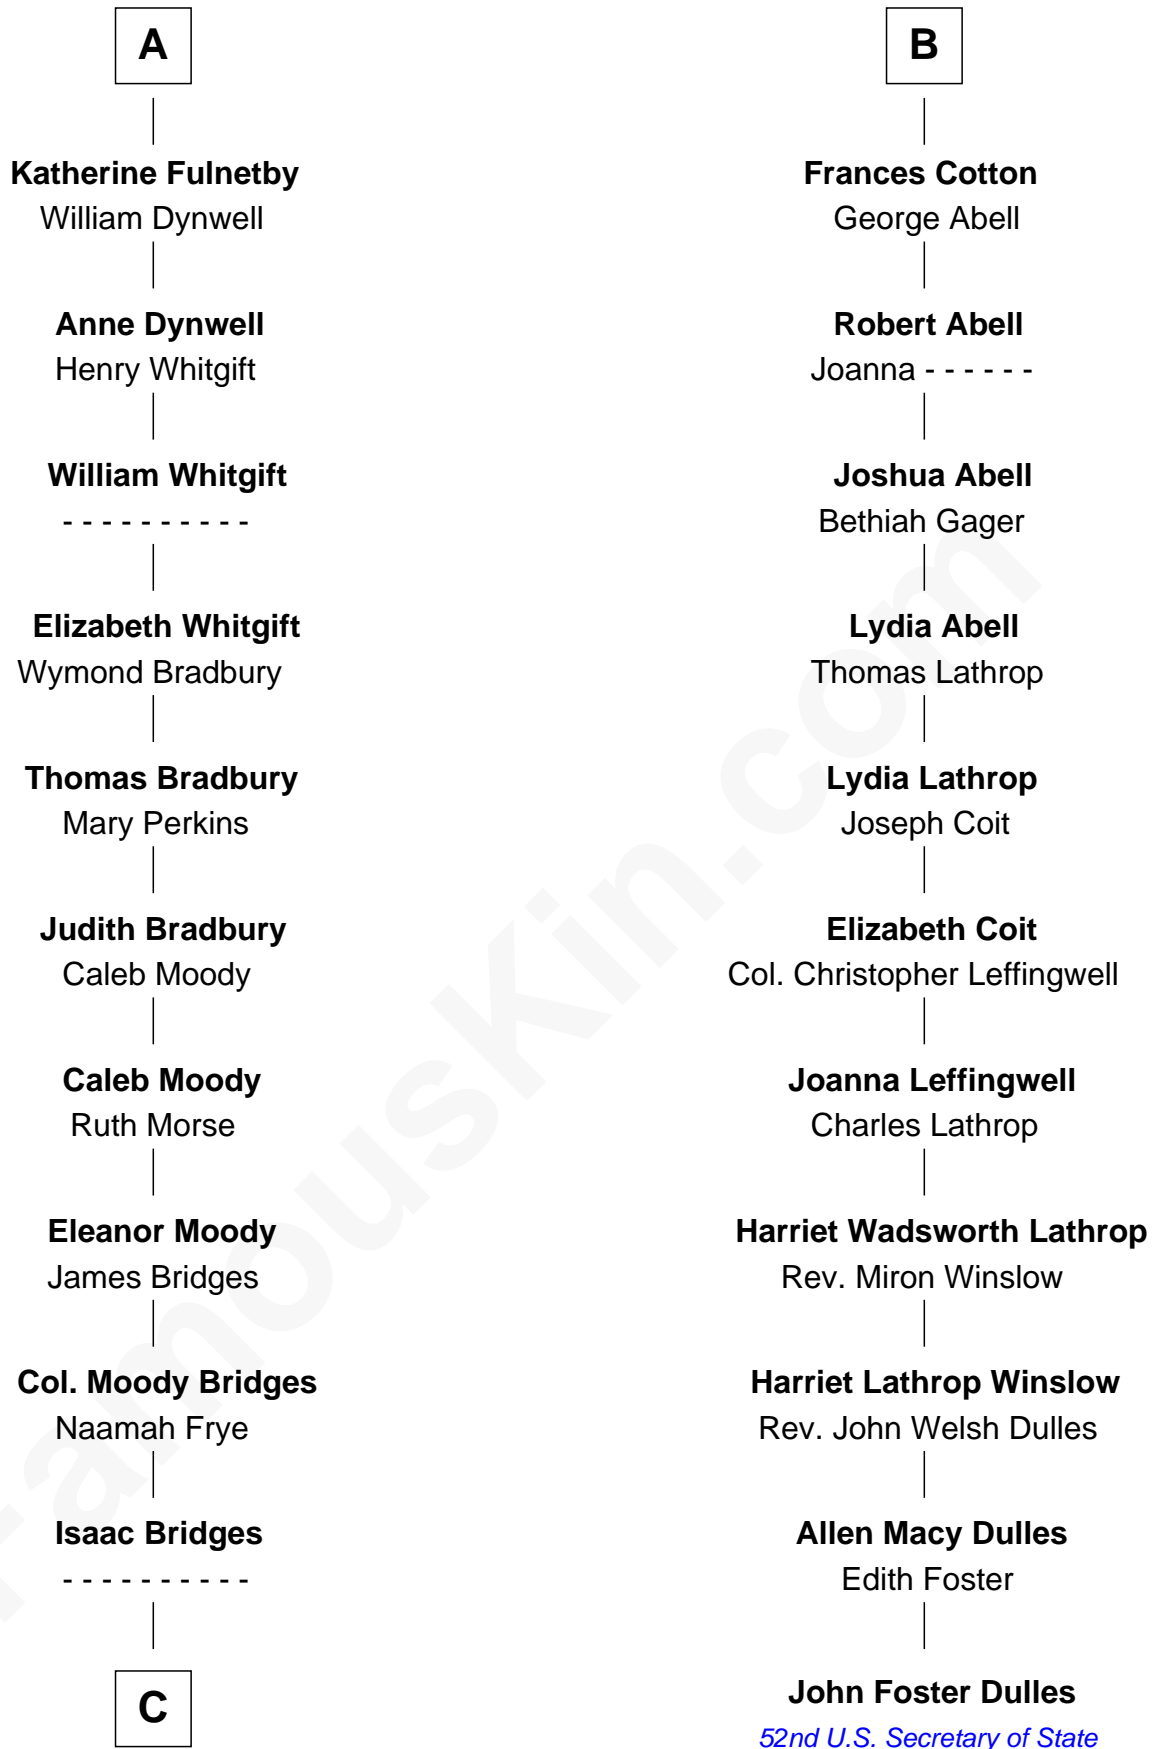 A
Katherine Fulnetby
William Dynwell
Anne Dynwell
Henry Whitgift
William Whitgift
- - - - - - - - - -
Elizabeth Whitgift
Wymond Bradbury
Thomas Bradbury
Mary Perkins
Judith Bradbury
Caleb Moody
Caleb Moody
Ruth Morse
Eleanor Moody
James Bridges
Col. Moody Bridges
Naamah Frye
Isaac Bridges
- - - - - - - - - -
C
B
Frances Cotton
George Abell
Robert Abell
Joanna - - - - - -
Joshua Abell
Bethiah Gager
Lydia Abell
Thomas Lathrop
Lydia Lathrop
Joseph Coit
Elizabeth Coit
Col. Christopher Leffingwell
Joanna Leffingwell
Charles Lathrop
Harriet Wadsworth Lathrop
Rev. Miron Winslow
Harriet Lathrop Winslow
Rev. John Welsh Dulles
Allen Macy Dulles
Edith Foster
John Foster Dulles
52nd U.S. Secretary of State
FamousKin.com